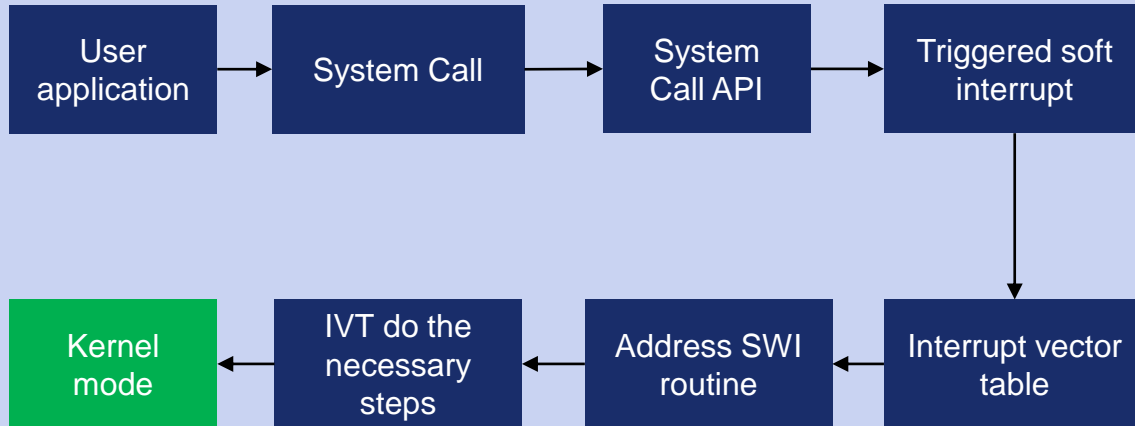 User
application
System Call
System
Call API
Triggered soft
interrupt
Interrupt vector
table
Address SWI
routine
IVT do the
necessary
steps
Kernel
mode